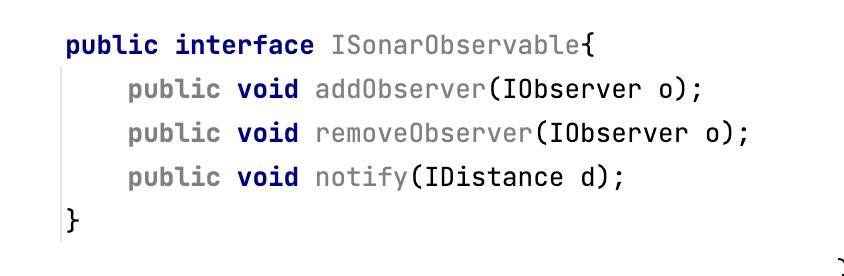 public interface ISonarObservable{
    public void addObserver(IObserver o);
    public void removeObserver(IObserver o);
    public void notify(IDistance d);
}